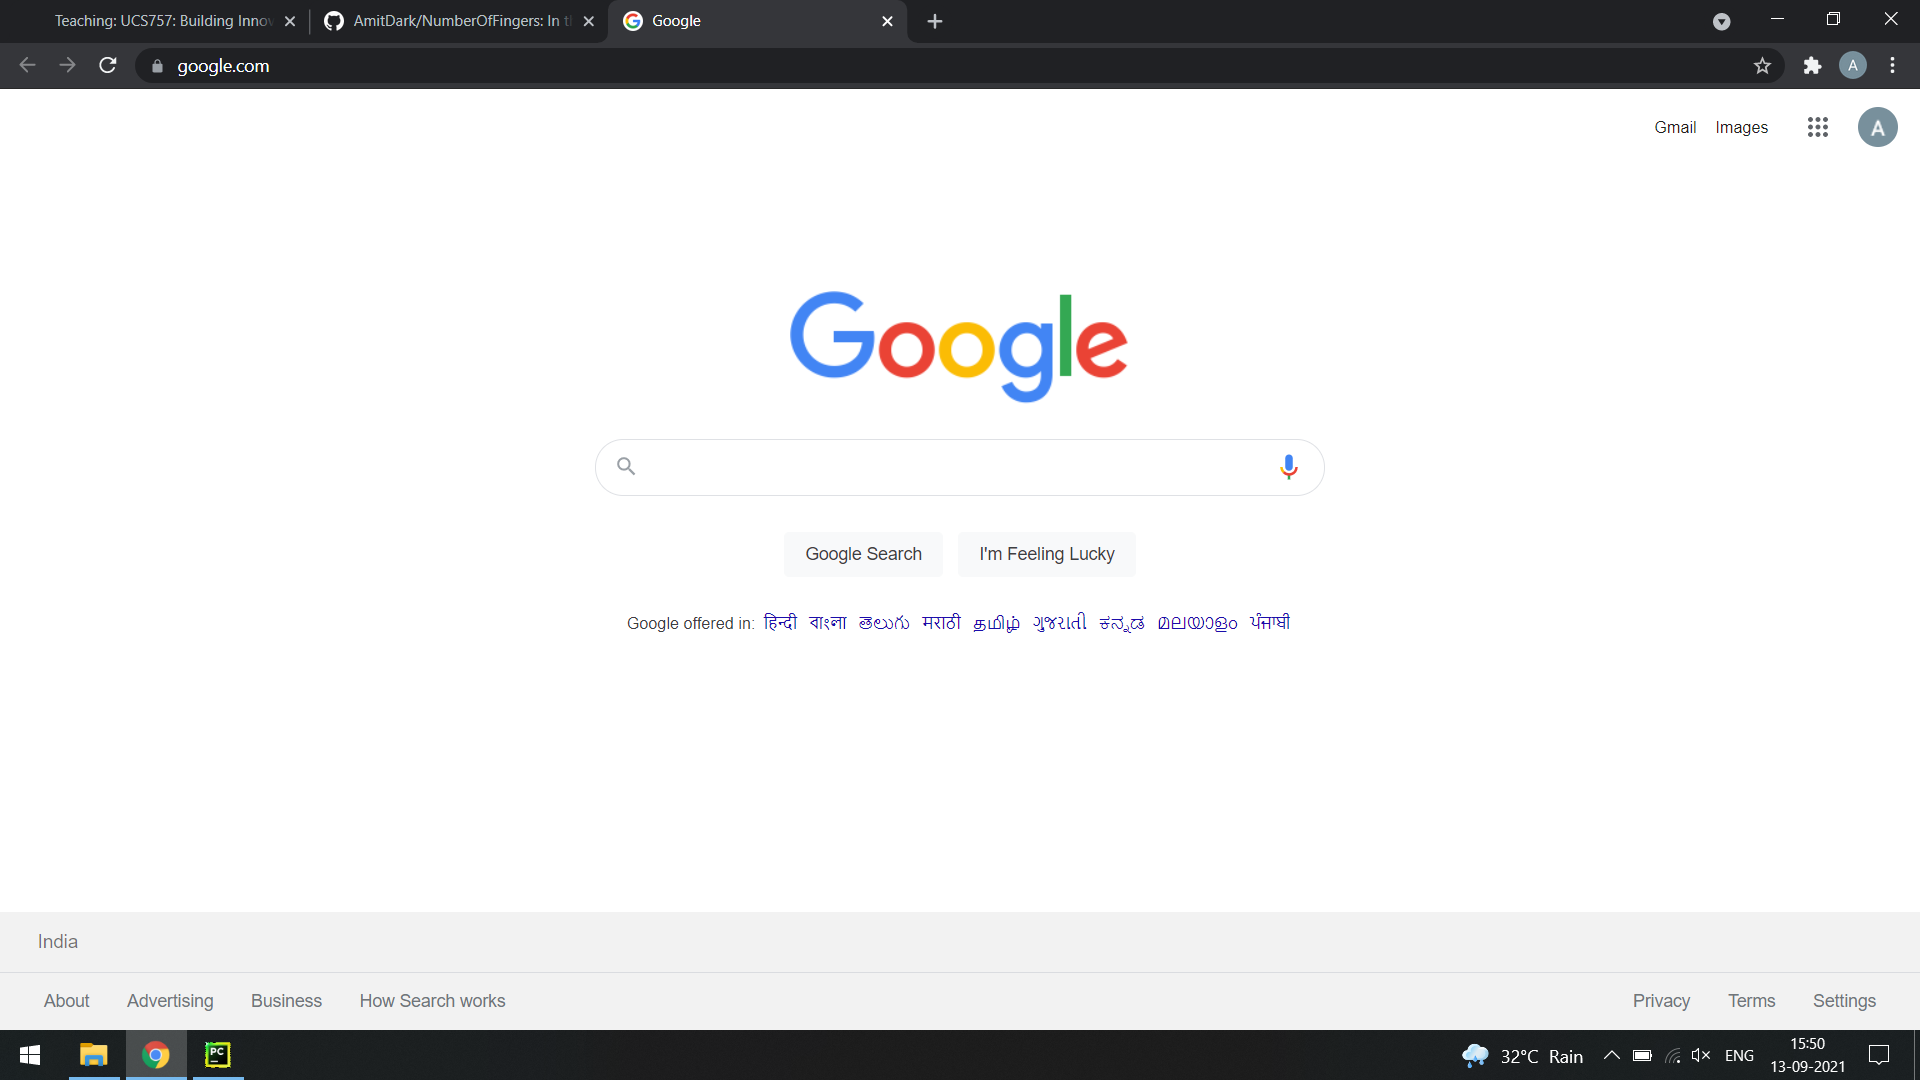 Teaching: UCS757: Building Innov
AmitDark/NumberOfFingers: In t
Google
google.com
A
Gmail Images
A
Google
Google Search I'm Feeling Lucky
Google offered in: हिन्दी বাংলা తెలుగు मराठी தமிழ் ગુજરાતી ಕನ್ನಡ മലയാളം ਪੰਜਾਬੀ
India
About Advertising Business How Search works Privacy Terms Settings
PC 32°C Rain ENG 15:50
13-09-2021